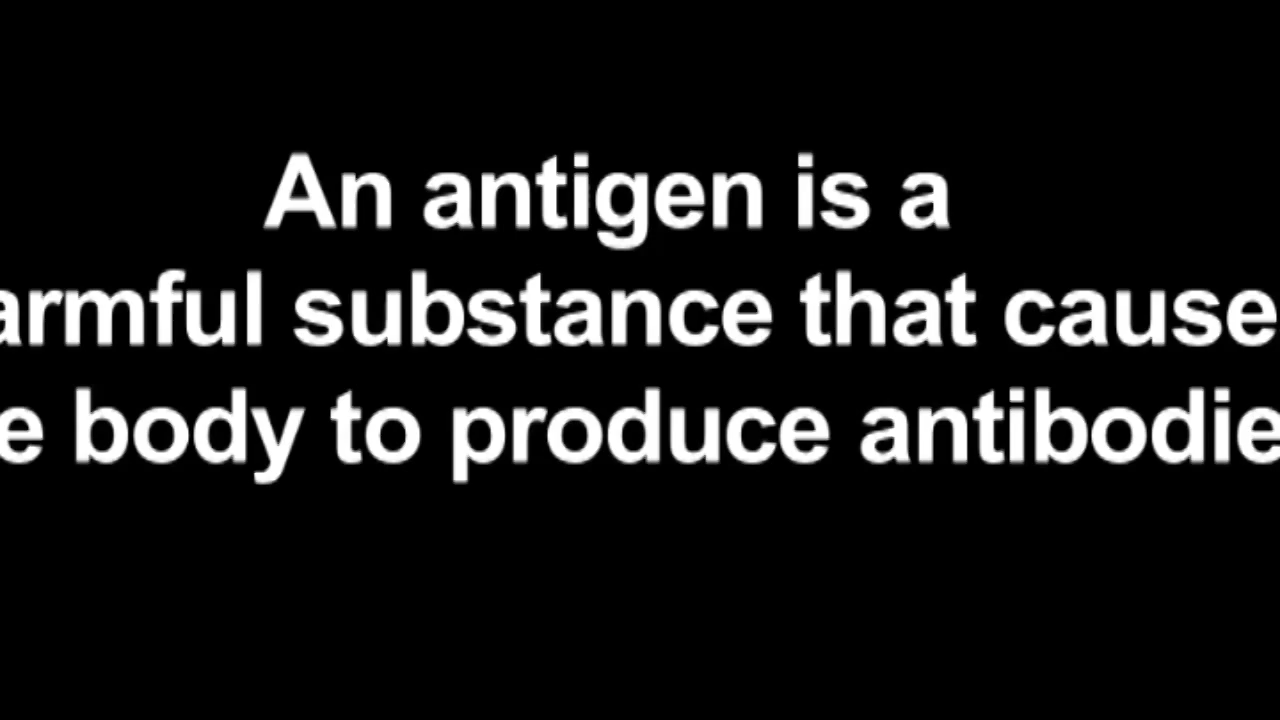 An antigen is a
armful substance that cause
e body to produce antibodie